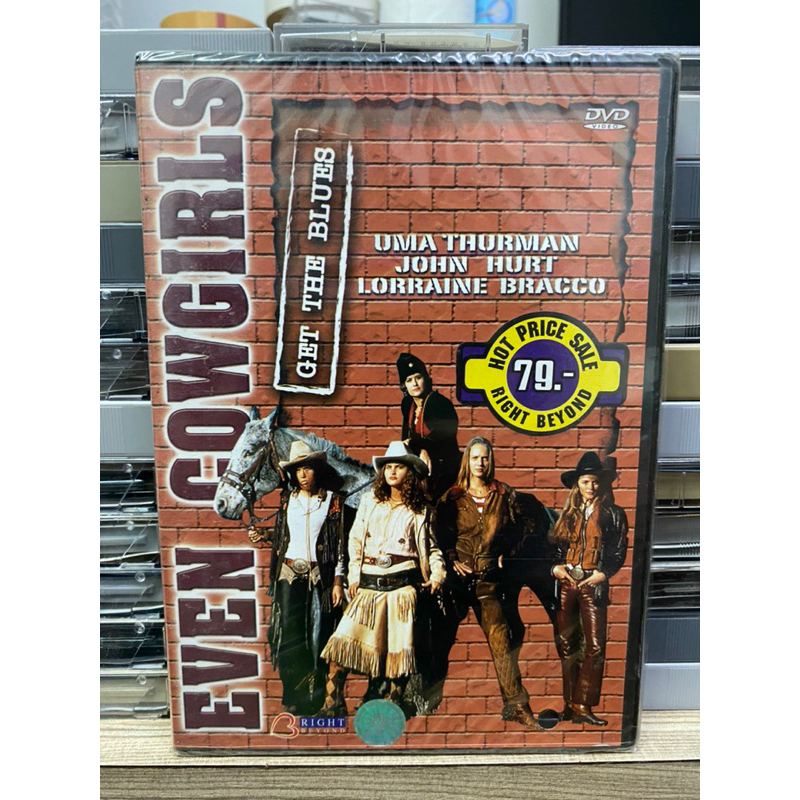 EVEN COWGIRLS
GET THE BLUES
DVD
VIDEO
UMA THURMAN
JOHN HURT
LORRAINE BRACCO
HOT PRICE SALE
79.-
RIGHT BEYOND
RIGHT
BEYOND